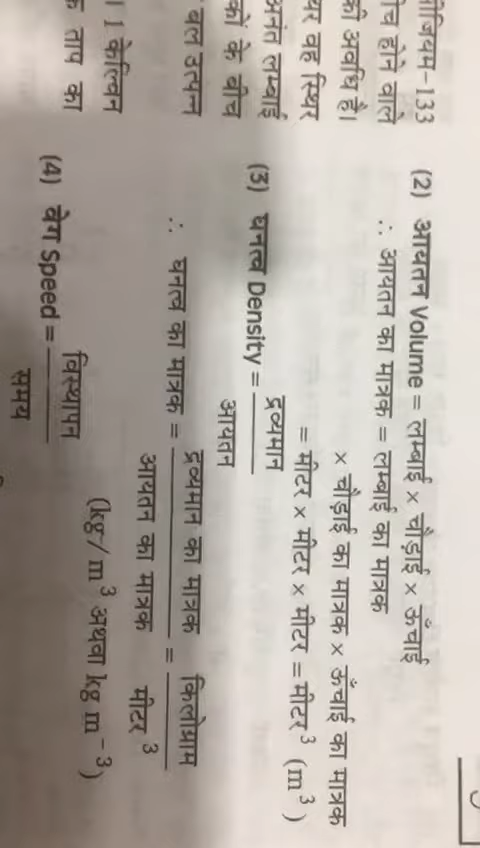 ोजियम-133
च होने वाले
की अवधि है।
पर वह स्थिर
अनंत लम्बाई
कों के बीच
बल उत्पन्न
। 1 केल्विन
क ताप का
(2) आयतन Volume = लम्बाई × चौड़ाई × ऊँचाई
∴ आयतन का मात्रक = लम्बाई का मात्रक
× चौड़ाई का मात्रक × ऊँचाई का मात्रक
= मीटर × मीटर × मीटर = मीटर³ (m³)
(3) घनत्व Density = द्रव्यमान
आयतन
∴ घनत्व का मात्रक = द्रव्यमान का मात्रक = किलोग्राम
आयतन का मात्रक मीटर³
(kg/m³ अथवा kg m⁻³)
(4) वेग Speed = विस्थापन
समय